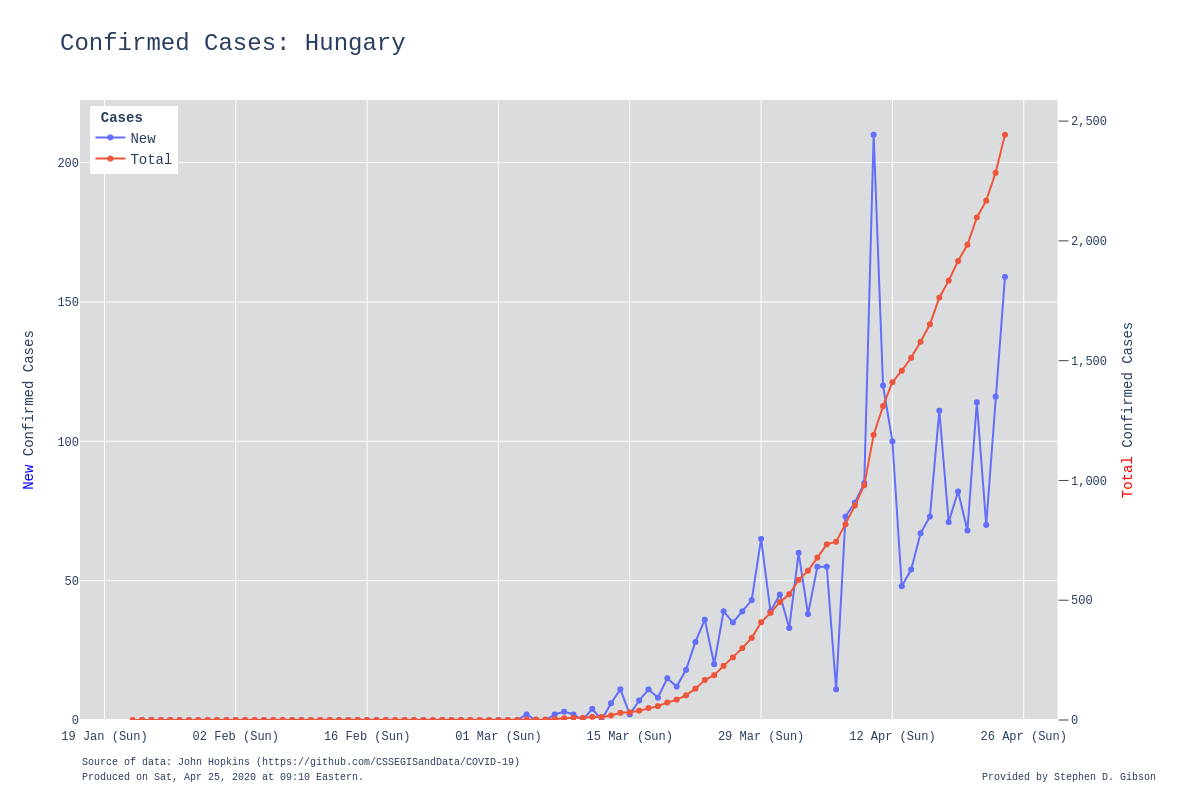 Confirmed Cases: Hungary
Cases
New
Total
200
150
100
50
0
2,500
2,000
1,500
1,000
500
0
New Confirmed Cases
Total Confirmed Cases
19 Jan (Sun) 02 Feb (Sun) 16 Feb (Sun) 01 Mar (Sun) 15 Mar (Sun) 29 Mar (Sun) 12 Apr (Sun) 26 Apr (Sun)
Source of data: John Hopkins (https://github.com/CSSEGISandData/COVID-19)
Produced on Sat, Apr 25, 2020 at 09:10 Eastern.
Provided by Stephen D. Gibson